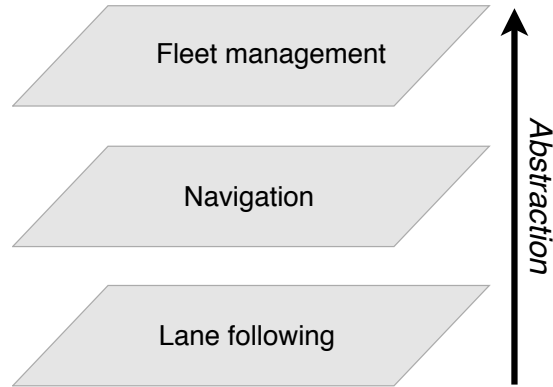 Fleet management
Navigation
Lane following
Abstraction